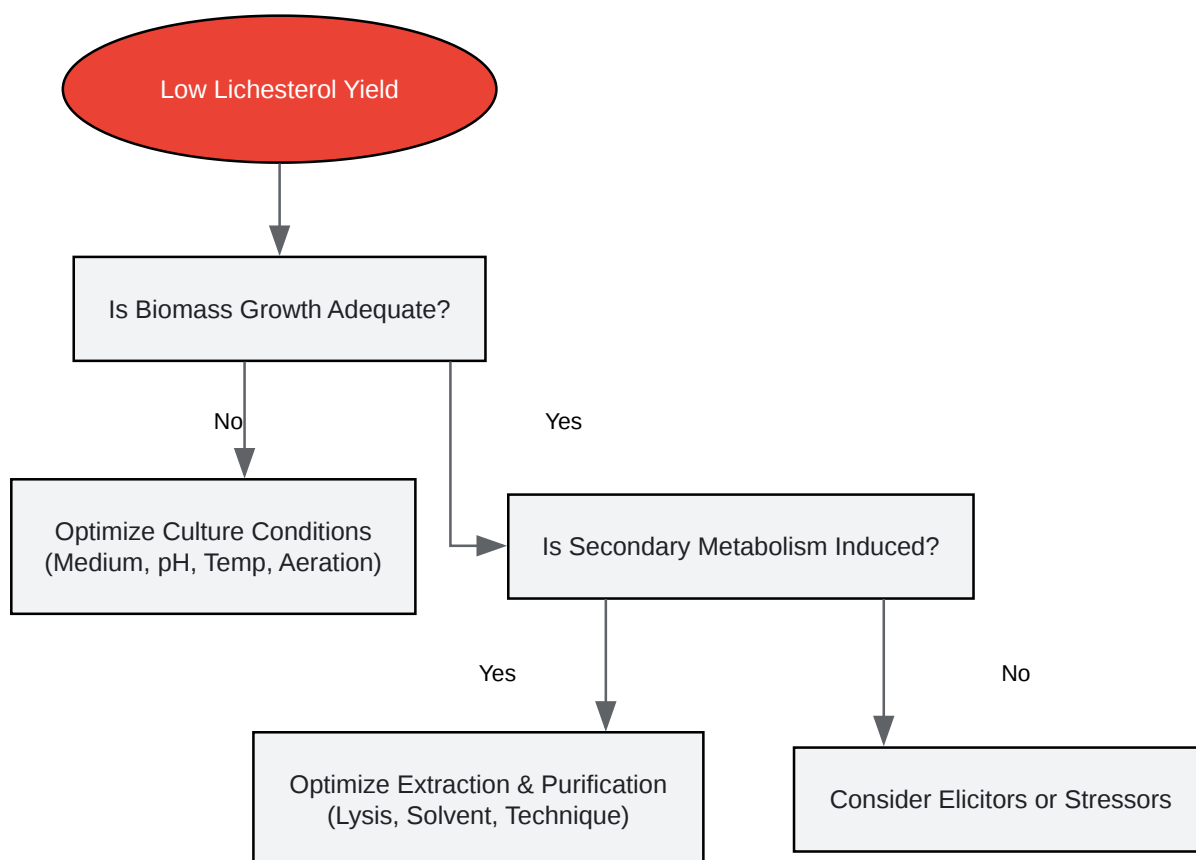 Low Lichesterol Yield
Is Biomass Growth Adequate?
No
Yes
Optimize Culture Conditions
(Medium, pH, Temp, Aeration)
Is Secondary Metabolism Induced?
Yes
No
Optimize Extraction & Purification
(Lysis, Solvent, Technique)
Consider Elicitors or Stressors